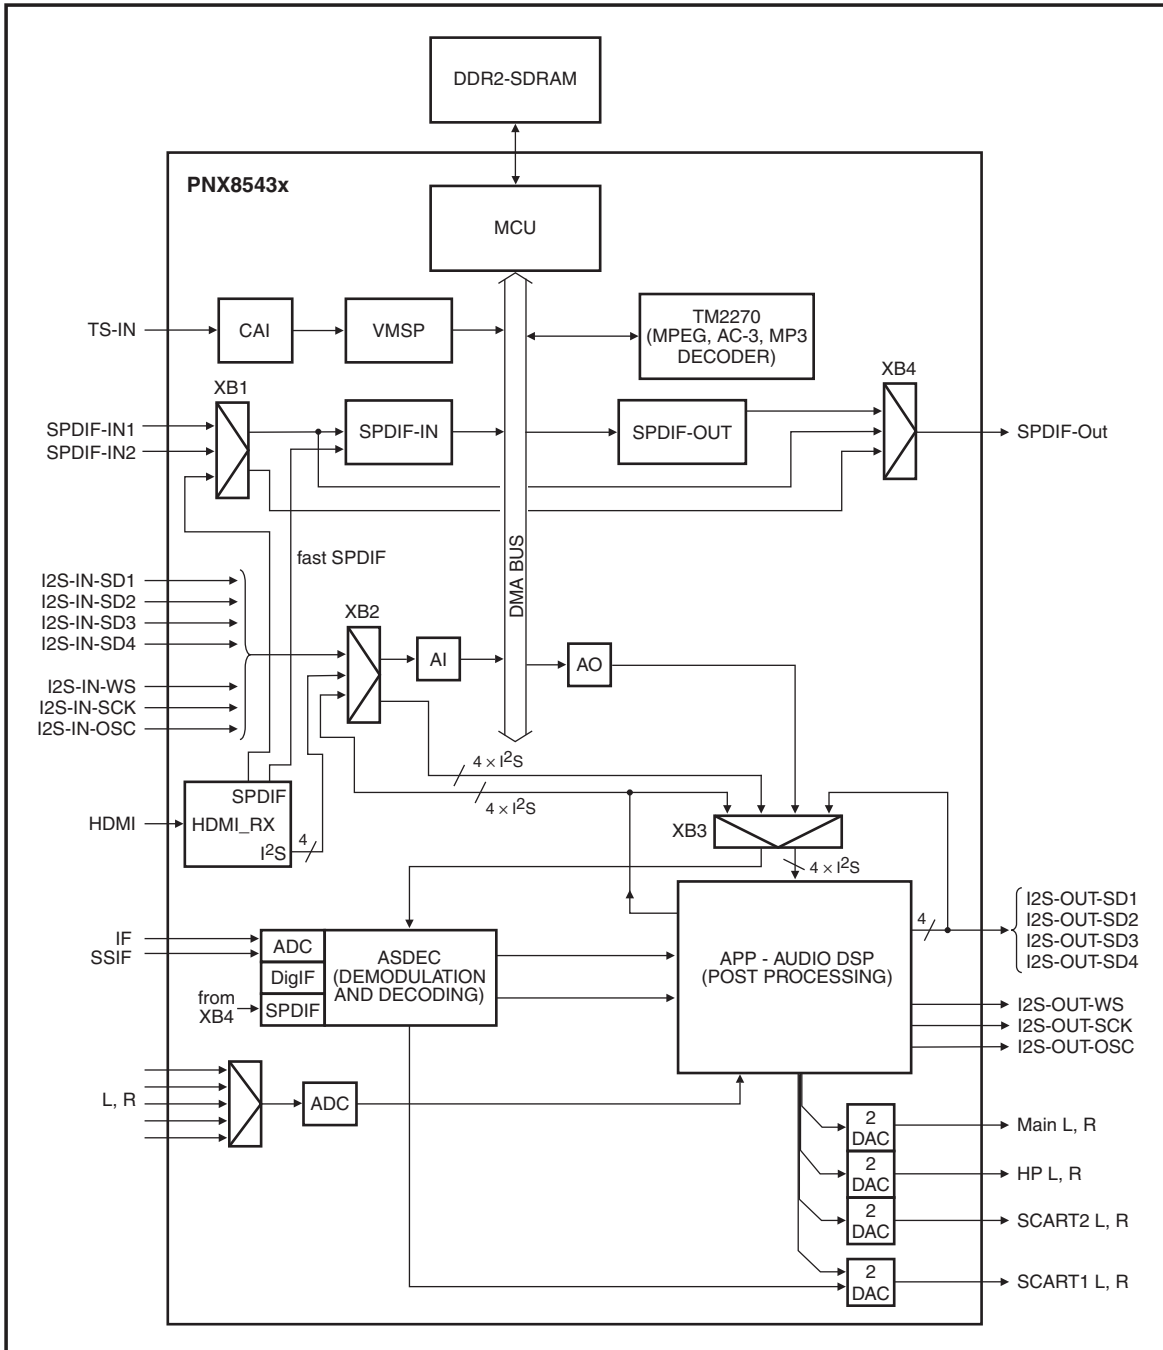 DDR2-SDRAM
PNX8543x
MCU
TS-IN
CAI
VMSP
TM2270
(MPEG, AC-3, MP3
DECODER)
XB1
XB4
SPDIF-IN1
SPDIF-IN2
SPDIF-IN
SPDIF-OUT
SPDIF-Out
fast SPDIF
DMA BUS
I2S-IN-SD1
I2S-IN-SD2
I2S-IN-SD3
I2S-IN-SD4
I2S-IN-WS
I2S-IN-SCK
I2S-IN-OSC
XB2
AI
AO
4 × I²S
4 × I²S
HDMI
SPDIF
HDMI_RX
I²S
4
XB3
4 × I²S
IF
SSIF
ADC
DigIF
SPDIF
from
XB4
ASDEC
(DEMODULATION
AND DECODING)
APP - AUDIO DSP
(POST PROCESSING)
4
I2S-OUT-SD1
I2S-OUT-SD2
I2S-OUT-SD3
I2S-OUT-SD4
I2S-OUT-WS
I2S-OUT-SCK
I2S-OUT-OSC
L, R
ADC
2
DAC
Main L, R
2
DAC
HP L, R
2
DAC
SCART2 L, R
2
DAC
SCART1 L, R